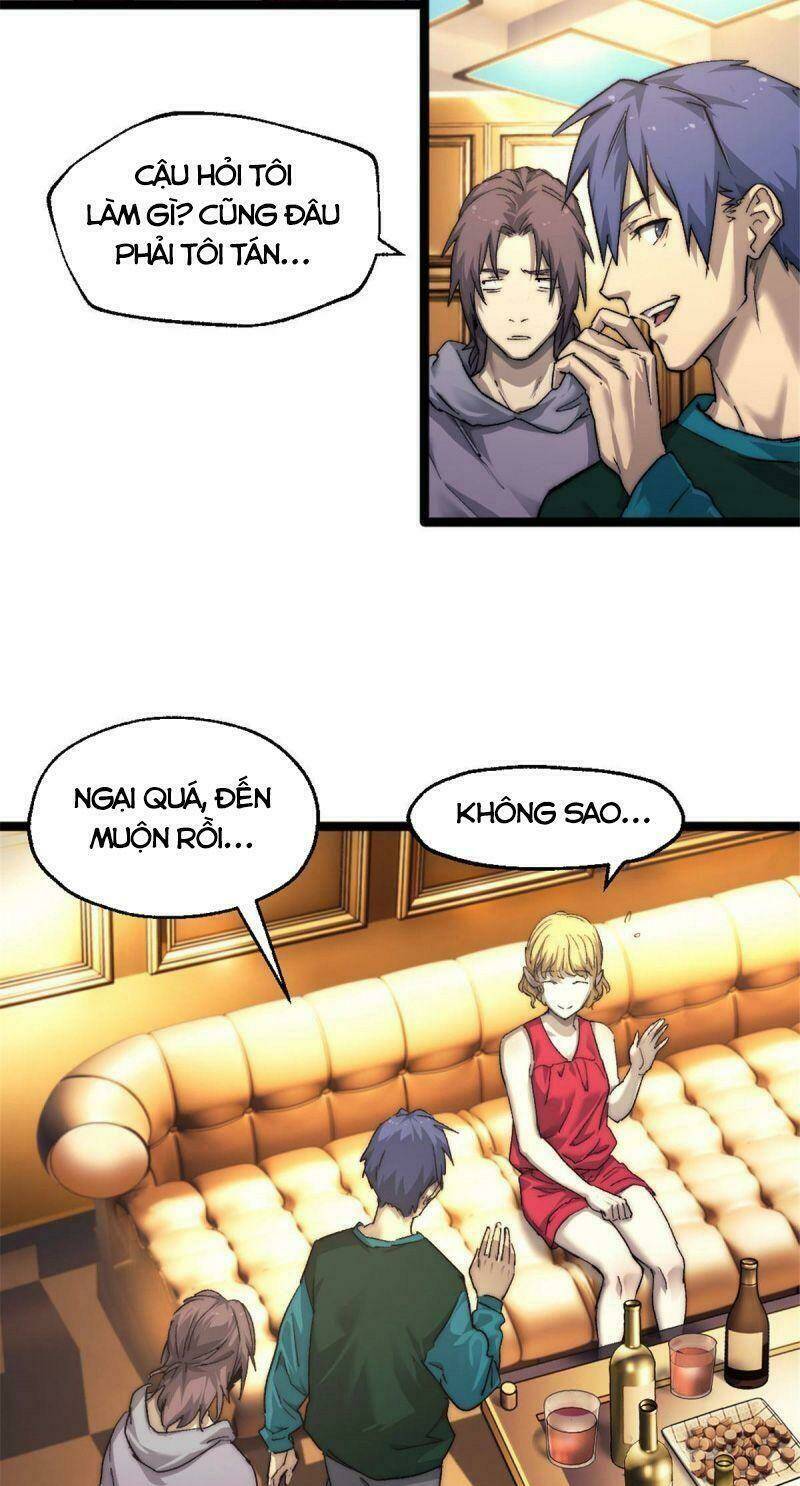 CẬU HỎI TÔI
LÀM GÌ? CŨNG ĐÂU
PHẢI TÔI TÁN...
NGẠI QUÁ, ĐẾN
MUỘN RỒI...
KHÔNG SAO...